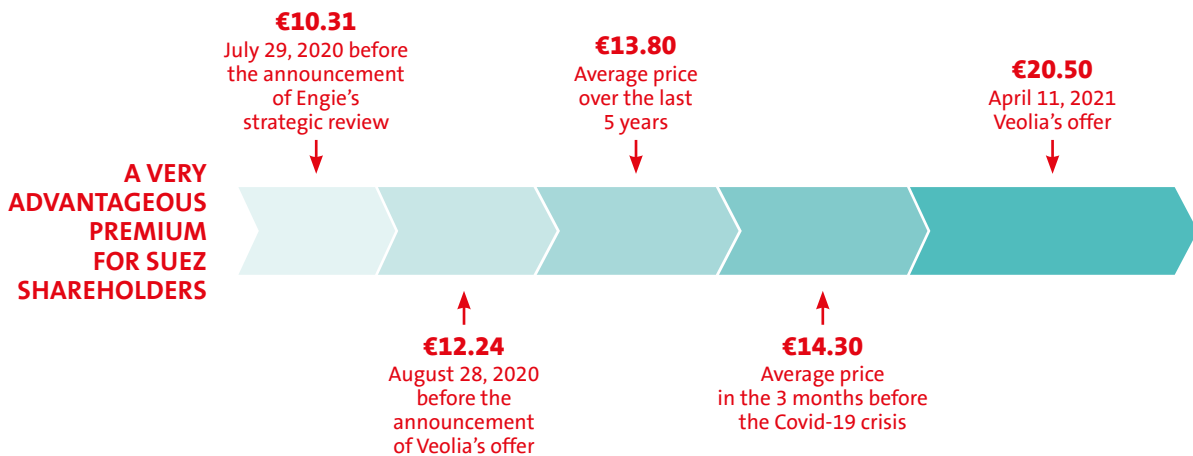 A VERY
ADVANTAGEOUS
PREMIUM
FOR SUEZ
SHAREHOLDERS
€10.31
July 29, 2020 before
the announcement
of Engie’s
strategic review
€12.24
August 28, 2020
before the
announcement
of Veolia’s offer
€13.80
Average price
over the last
5 years
€14.30
Average price
in the 3 months before
the Covid-19 crisis
€20.50
April 11, 2021
Veolia’s offer